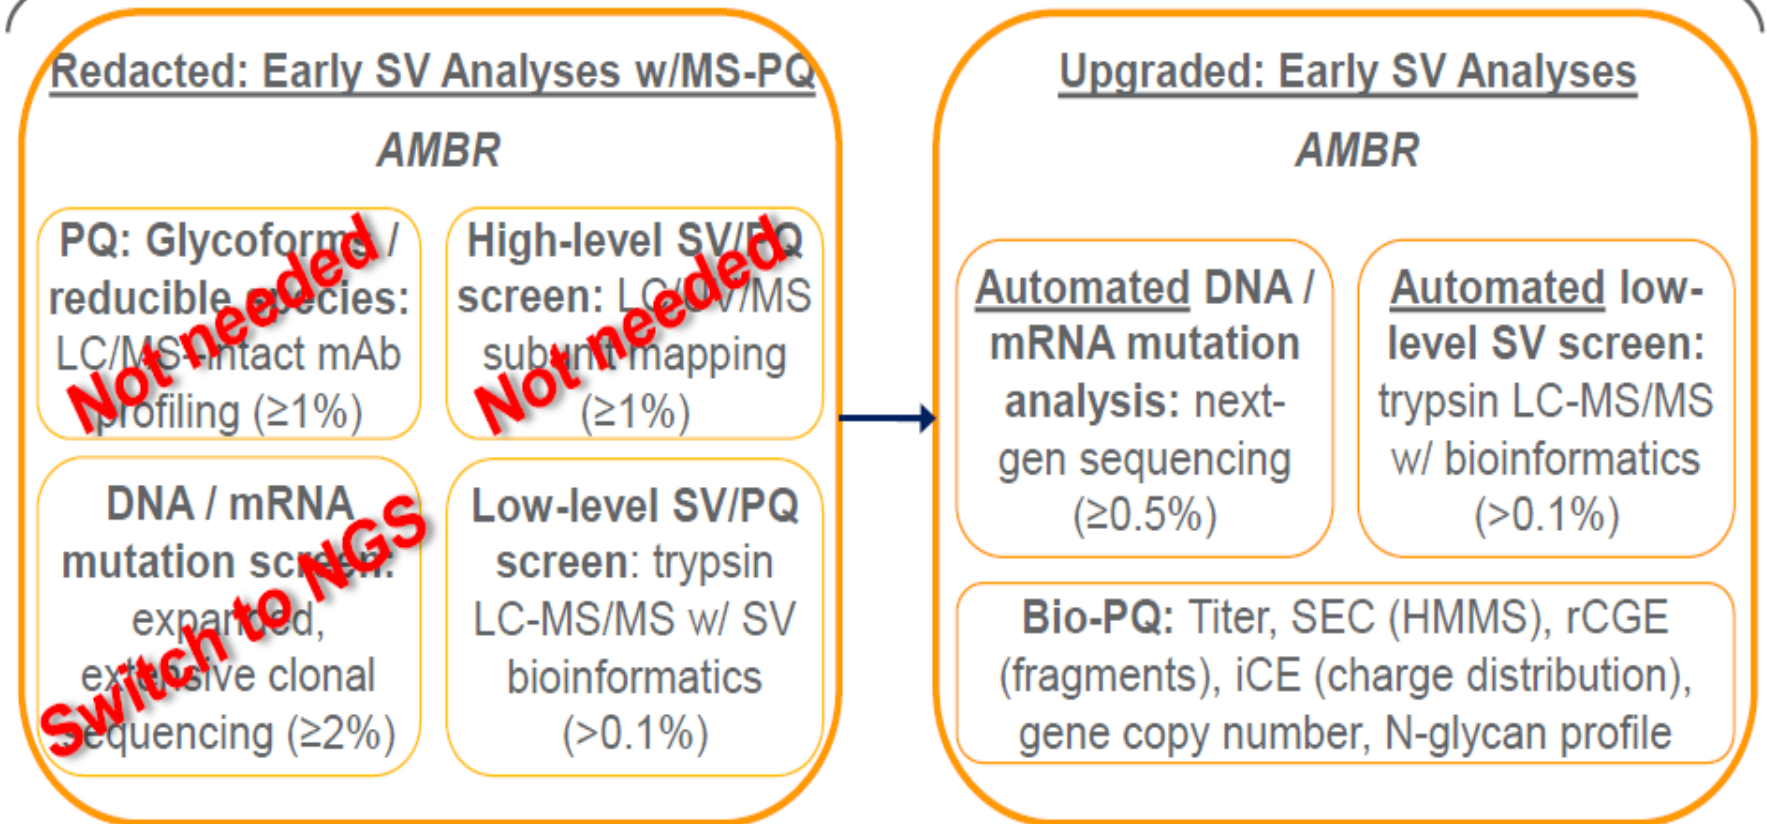 Redacted: Early SV Analyses w/MS-PQ
AMBR
PQ: Glycoforms /
reducible species:
LC/MS-intact mAb
profiling (≥1%)
Not needed
High-level SV/PQ
screen: LC/UV/MS
subunit mapping
(≥1%)
Not needed
DNA / mRNA
mutation screen:
expanded,
extensive clonal
sequencing (≥2%)
Switch to NGS
Low-level SV/PQ
screen: trypsin
LC-MS/MS w/ SV
bioinformatics
(>0.1%)
Upgraded: Early SV Analyses
AMBR
Automated DNA /
mRNA mutation
analysis: next-
gen sequencing
(≥0.5%)
Automated low-
level SV screen:
trypsin LC-MS/MS
w/ bioinformatics
(>0.1%)
Bio-PQ: Titer, SEC (HMMS), rCGE
(fragments), iCE (charge distribution),
gene copy number, N-glycan profile